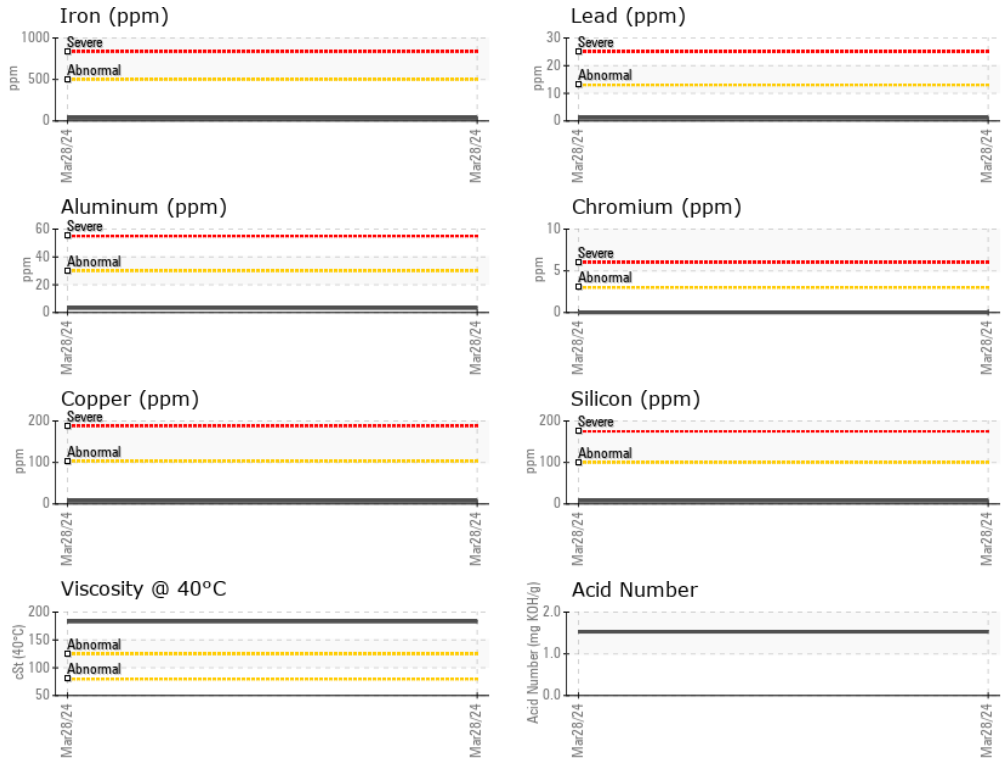 Iron (ppm)
1000
Severe
Abnormal
500
0
ppm
Mar28/24
Mar28/24
Lead (ppm)
30
Severe
20
Abnormal
10
0
ppm
Mar28/24
Mar28/24
Aluminum (ppm)
60
Severe
40
Abnormal
20
0
ppm
Mar28/24
Mar28/24
Chromium (ppm)
10
Severe
5
Abnormal
0
ppm
Mar28/24
Mar28/24
Copper (ppm)
200
Severe
Abnormal
100
0
ppm
Mar28/24
Mar28/24
Silicon (ppm)
200
Severe
Abnormal
100
0
ppm
Mar28/24
Mar28/24
Viscosity @ 40°C
200
150
Abnormal
100
Abnormal
50
cSt (40°C)
Mar28/24
Mar28/24
Acid Number
2.0
1.0
0.0
Acid Number (mg KOH/g)
Mar28/24
Mar28/24